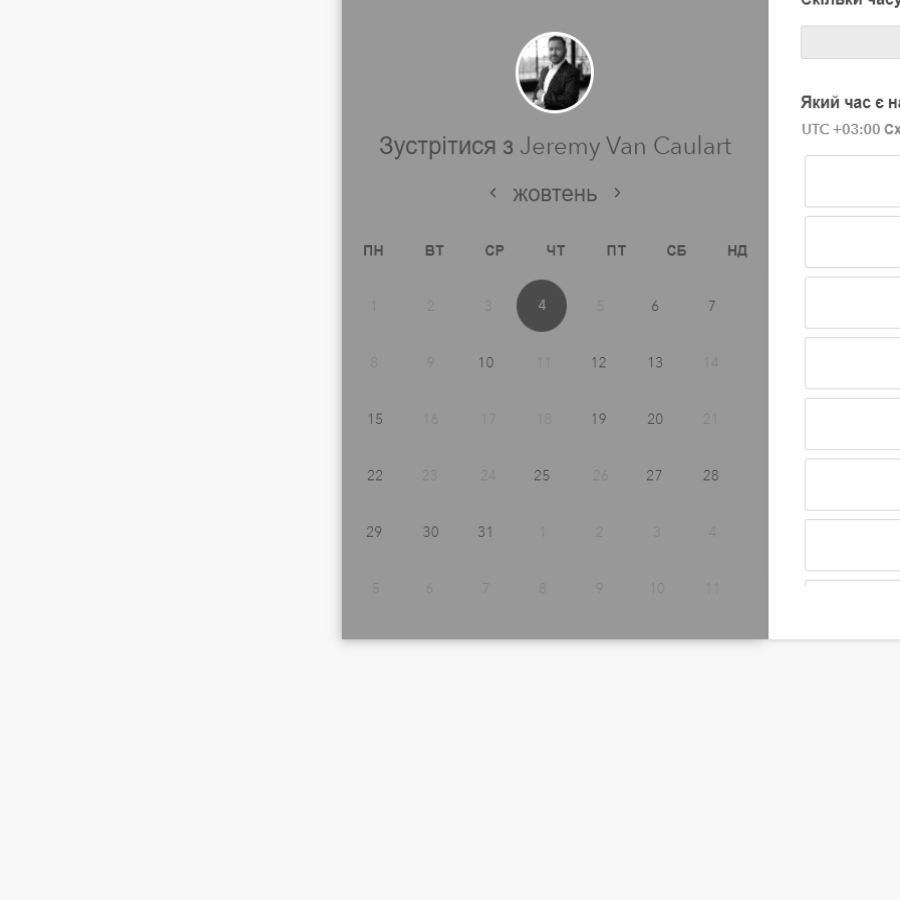 Зустрітися з Jeremy Van Caulart
жовтень
ПН ВТ СР ЧТ ПТ СБ НД
1 2 3 4 5 6 7
8 9 10 11 12 13 14
15 16 17 18 19 20 21
22 23 24 25 26 27 28
29 30 31 1 2 3 4
5 6 7 8 9 10 11
Скільки часу
Який час є
UTC +03:00